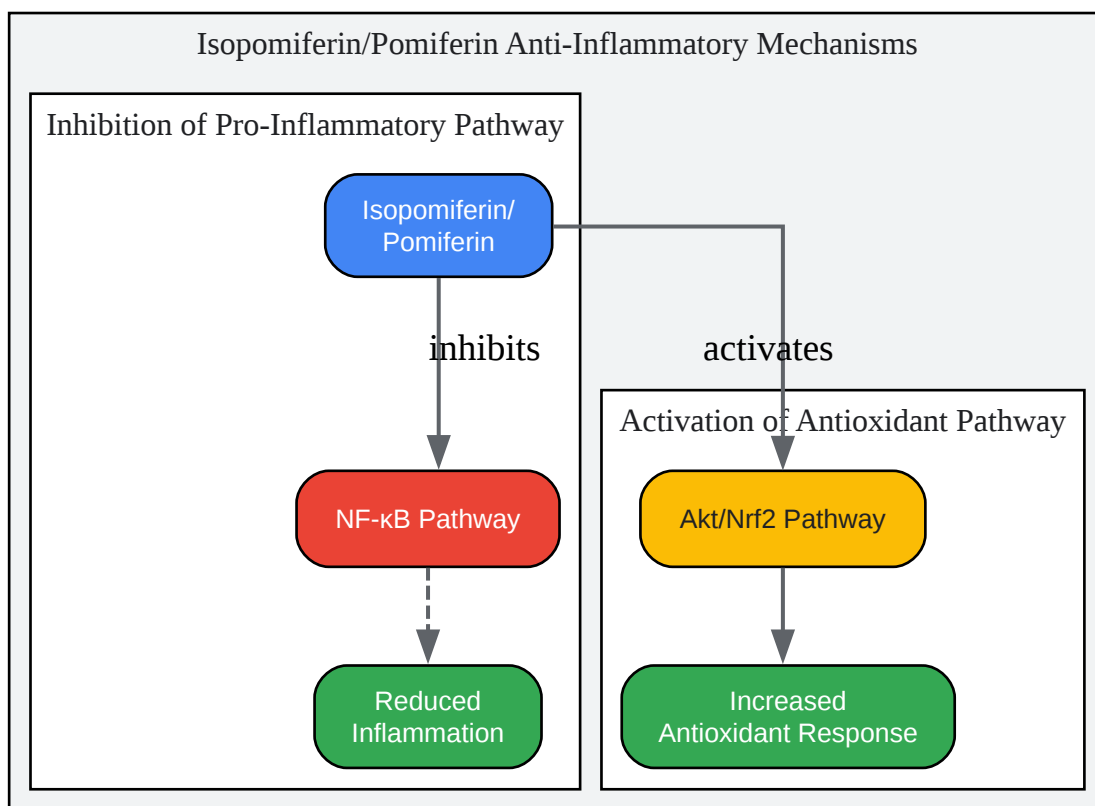 Isopomiferin/Pomiferin Anti-Inflammatory Mechanisms
Inhibition of Pro-Inflammatory Pathway
Isopomiferin/
Pomiferin
inhibits
activates
Activation of Antioxidant Pathway
NF-κB Pathway
Akt/Nrf2 Pathway
Reduced
Inflammation
Increased
Antioxidant Response